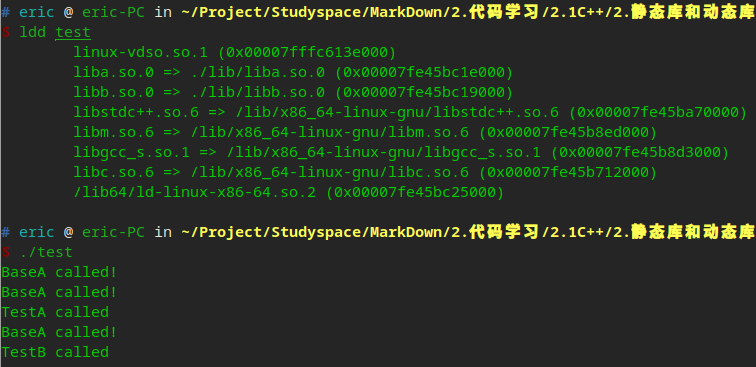 # eric @ eric-PC in ~/Project/Studyspace/MarkDown/2.代码学习/2.1C++/2.静态库和动态库
$ ldd test
linux-vdso.so.1 (0x00007fffc613e000)
liba.so.0 => ./lib/liba.so.0 (0x00007fe45bc1e000)
libb.so.0 => ./lib/libb.so.0 (0x00007fe45bc19000)
libstdc++.so.6 => /lib/x86_64-linux-gnu/libstdc++.so.6 (0x00007fe45ba70000)
libm.so.6 => /lib/x86_64-linux-gnu/libm.so.6 (0x00007fe45b8ed000)
libgcc_s.so.1 => /lib/x86_64-linux-gnu/libgcc_s.so.1 (0x00007fe45b8d3000)
libc.so.6 => /lib/x86_64-linux-gnu/libc.so.6 (0x00007fe45b712000)
/lib64/ld-linux-x86-64.so.2 (0x00007fe45bc25000)
# eric @ eric-PC in ~/Project/Studyspace/MarkDown/2.代码学习/2.1C++/2.静态库和动态库
$ ./test
BaseA called!
BaseA called!
TestA called
BaseA called!
TestB called